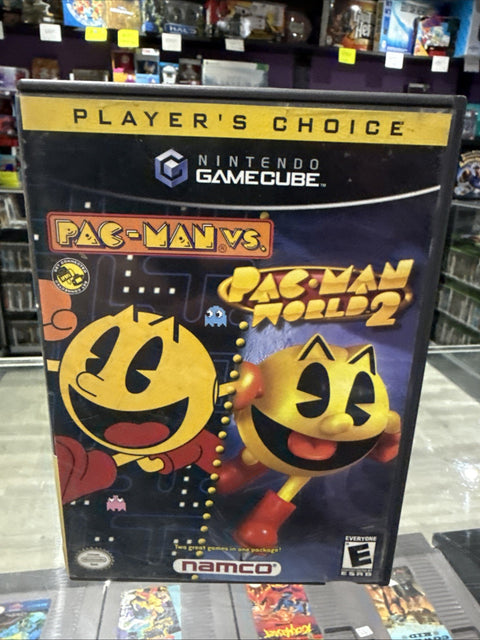 PLAYER'S CHOICE
NINTENDO
GAMECUBE™
PAC-MAN VS.
PAC-MAN
WORLD 2
Two great games in one package!
namco®
EVERYONE
E
ESRB